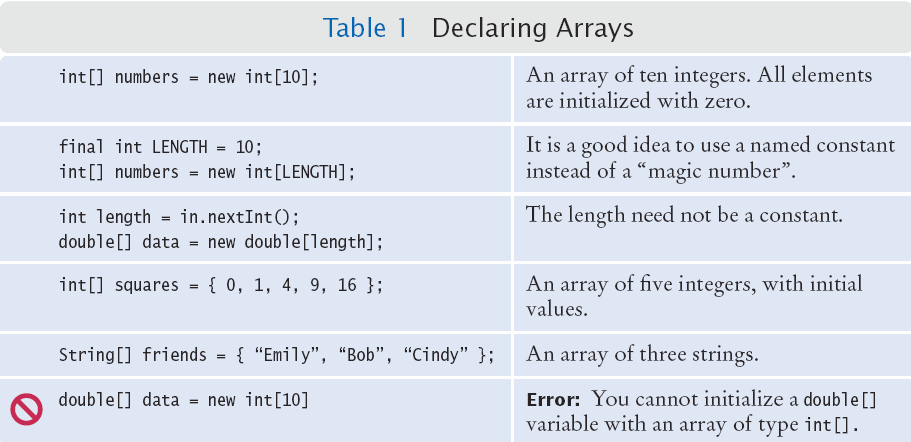 Table 1 Declaring Arrays
int[] numbers = new int[10];
An array of ten integers. All elements
are initialized with zero.
final int LENGTH = 10;
int[] numbers = new int[LENGTH];
It is a good idea to use a named constant
instead of a “magic number”.
int length = in.nextInt();
double[] data = new double[length];
The length need not be a constant.
int[] squares = { 0, 1, 4, 9, 16 };
An array of five integers, with initial
values.
String[] friends = { “Emily”, “Bob”, “Cindy” };
An array of three strings.
double[] data = new int[10]
Error: You cannot initialize a double[]
variable with an array of type int[].